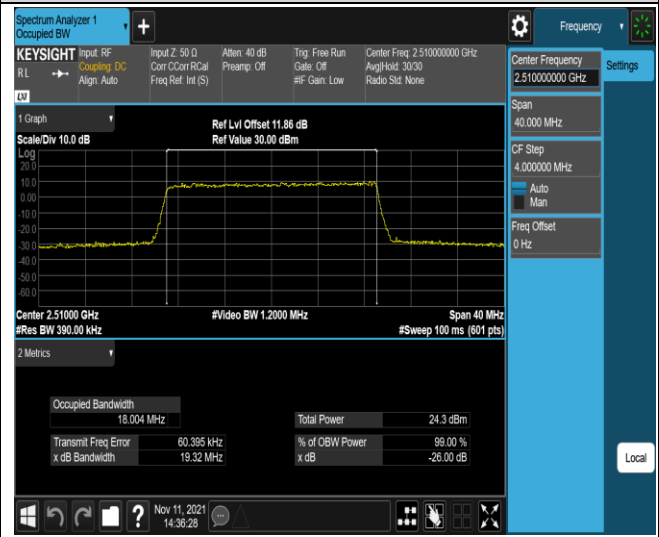 Spectrum Analyzer 1
Occupied BW
+
Frequency
KEYSIGHT
RL
LXI
Input: RF
Coupling: DC
Align: Auto
Input Z: 50 Ω
Corr CCorr RCal
Freq Ref: Int (S)
Atten: 40 dB
Preamp: Off
Trig: Free Run
Gate: Off
#IF Gain: Low
Center Freq: 2.510000000 GHz
Avg|Hold: 30/30
Radio Std: None
Center Frequency
2.510000000 GHz
Settings
Span
40.000 MHz
CF Step
4.000000 MHz
Auto
Man
Freq Offset
0 Hz
Local
1 Graph
Scale/Div 10.0 dB
Ref Lvl Offset 11.86 dB
Ref Value 30.00 dBm
Log
20.0
10.0
0.00
-10.0
-20.0
-30.0
-40.0
-50.0
-60.0
Center 2.51000 GHz
#Video BW 1.2000 MHz
Span 40 MHz
#Res BW 390.00 kHz
#Sweep 100 ms (601 pts)
2 Metrics
Occupied Bandwidth
18.004 MHz
Total Power 24.3 dBm
Transmit Freq Error 60.395 kHz
% of OBW Power 99.00 %
x dB Bandwidth 19.32 MHz
x dB -26.00 dB
?
Nov 11, 2021
14:36:28